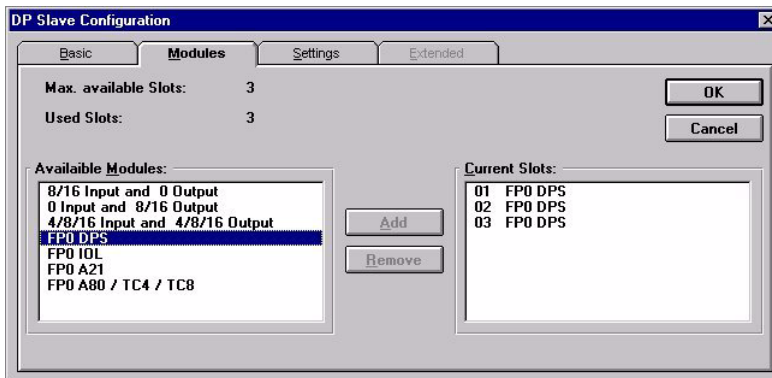 DP Slave Configuration
Basic
Modules
Settings
Extended
Max. available Slots: 3
Used Slots: 3
OK
Cancel
Availaible Modules:
8/16 Input and 0 Output
0 Input and 8/16 Output
4/8/16 Input and 4/8/16 Output
FP0 DPS
FP0 IOL
FP0 A21
FP0 A80 / TC4 / TC8
Add
Remove
Current Slots:
01 FP0 DPS
02 FP0 DPS
03 FP0 DPS